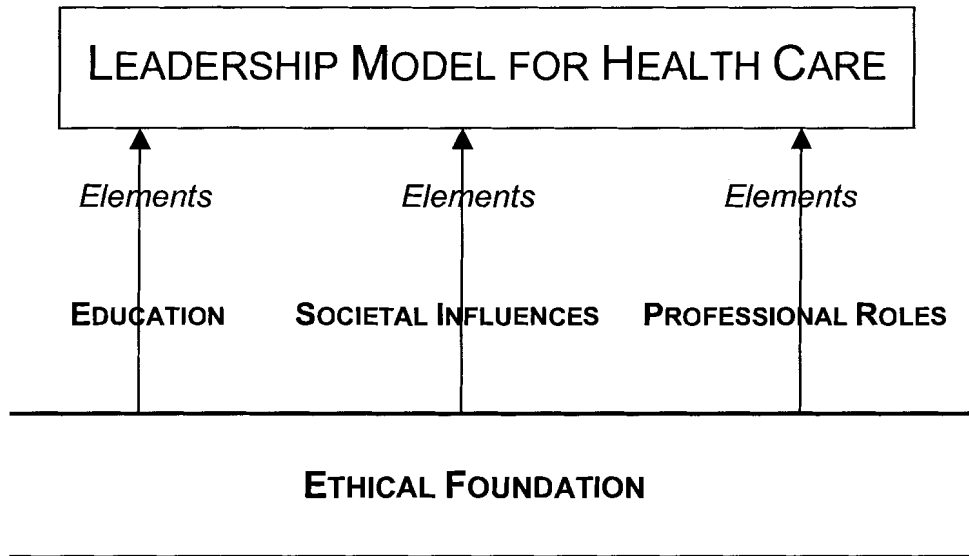 LEADERSHIP MODEL FOR HEALTH CARE
Elements Elements Elements
EDUCATION SOCIETAL INFLUENCES PROFESSIONAL ROLES
ETHICAL FOUNDATION